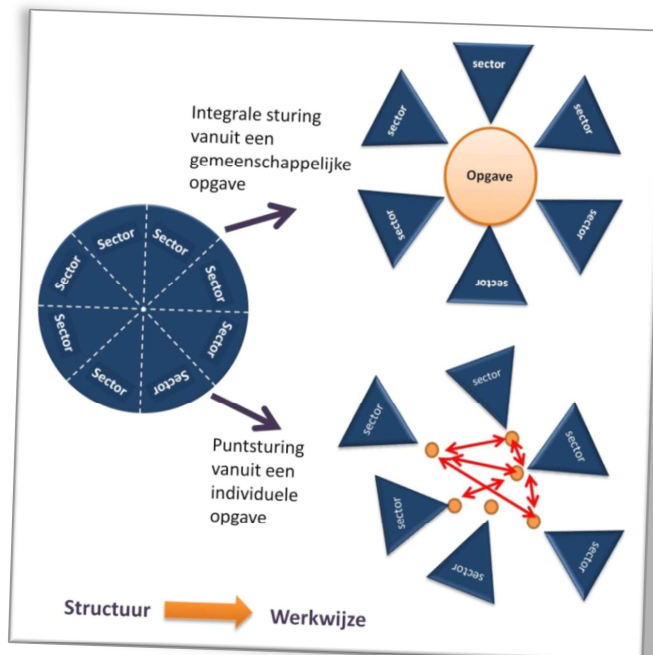 Integrale sturing
vanuit een
gemeenschappelijke
opgave
sector
sector
sector
Opgave
sector
sector
sector
Sector
Sector
Sector
Sector
Sector
Sector
Sector
Sector
Puntsturing
vanuit een
individuele
opgave
sector
sector
sector
sector
sector
sector
Structuur
Werkwijze